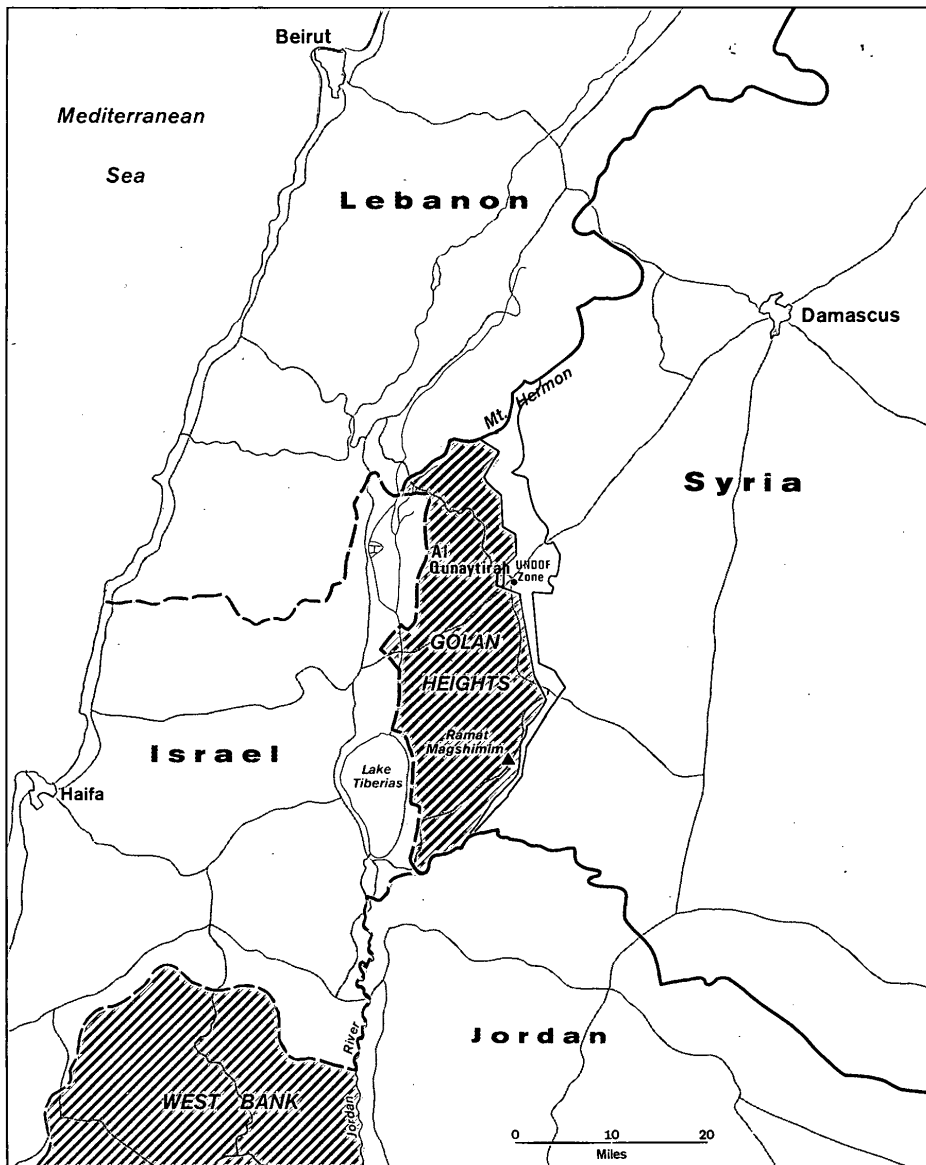 Beirut
Mediterranean
Sea
Lebanon
Damascus
Mt. Hermon
Syria
Al
Qunaytirah
UNDOF
Zone
GOLAN
HEIGHTS
Ramat
Magshimim
Israel
Lake
Tiberias
Haifa
Jordan River
Jordan
WEST BANK
0 10 20
Miles